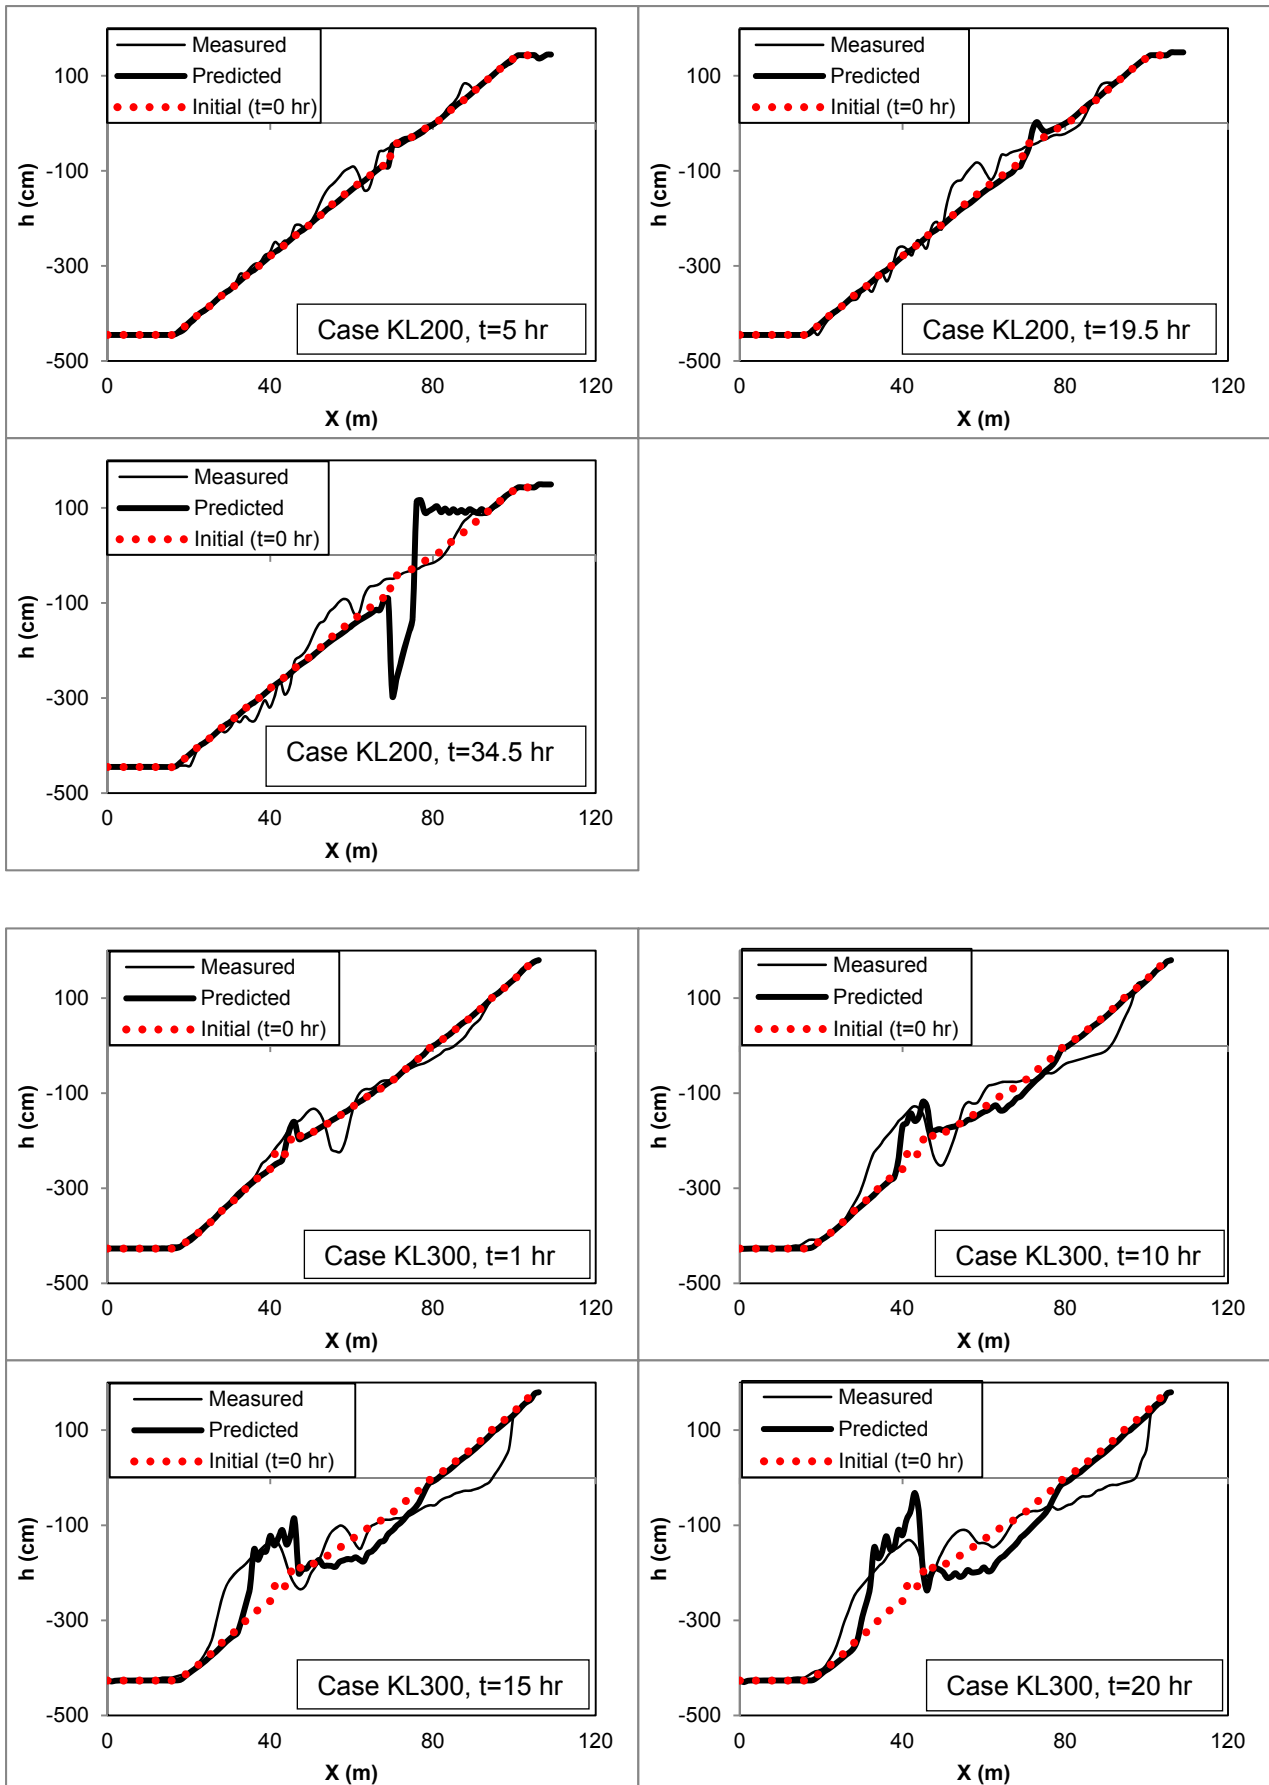 Measured
Predicted
Initial (t=0 hr)
100
-100
-300
-500
h (cm)
Case KL200, t=5 hr
0
40
80
120
X (m)
Measured
Predicted
Initial (t=0 hr)
100
-100
-300
-500
h (cm)
Case KL200, t=19.5 hr
0
40
80
120
X (m)
Measured
Predicted
Initial (t=0 hr)
100
-100
-300
-500
h (cm)
Case KL200, t=34.5 hr
0
40
80
120
X (m)
Measured
Predicted
Initial (t=0 hr)
100
-100
-300
-500
h (cm)
Case KL300, t=1 hr
0
40
80
120
X (m)
Measured
Predicted
Initial (t=0 hr)
100
-100
-300
-500
h (cm)
Case KL300, t=10 hr
0
40
80
120
X (m)
Measured
Predicted
Initial (t=0 hr)
100
-100
-300
-500
h (cm)
Case KL300, t=15 hr
0
40
80
120
X (m)
Measured
Predicted
Initial (t=0 hr)
100
-100
-300
-500
h (cm)
Case KL300, t=20 hr
0
40
80
120
X (m)